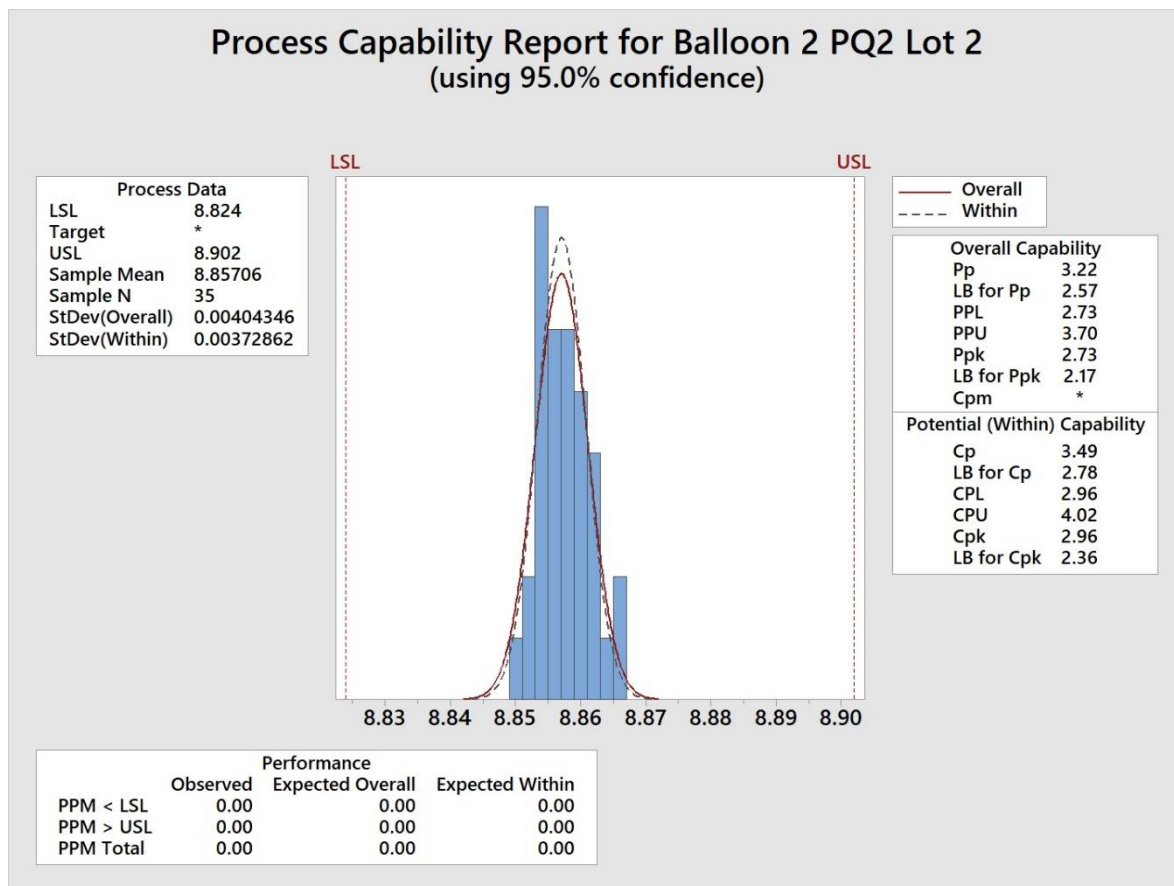 Process Capability Report for Balloon 2 PQ2 Lot 2
(using 95.0% confidence)
LSL USL
Process Data
LSL 8.824
Target *
USL 8.902
Sample Mean 8.85706
Sample N 35
StDev(Overall) 0.00404346
StDev(Within) 0.00372862
Overall
Within
Overall Capability
Pp 3.22
LB for Pp 2.57
PPL 2.73
PPU 3.70
Ppk 2.73
LB for Ppk 2.17
Cpm *
Potential (Within) Capability
Cp 3.49
LB for Cp 2.78
CPL 2.96
CPU 4.02
Cpk 2.96
LB for Cpk 2.36
8.83 8.84 8.85 8.86 8.87 8.88 8.89 8.90
Performance
Observed Expected Overall Expected Within
PPM < LSL 0.00 0.00 0.00
PPM > USL 0.00 0.00 0.00
PPM Total 0.00 0.00 0.00